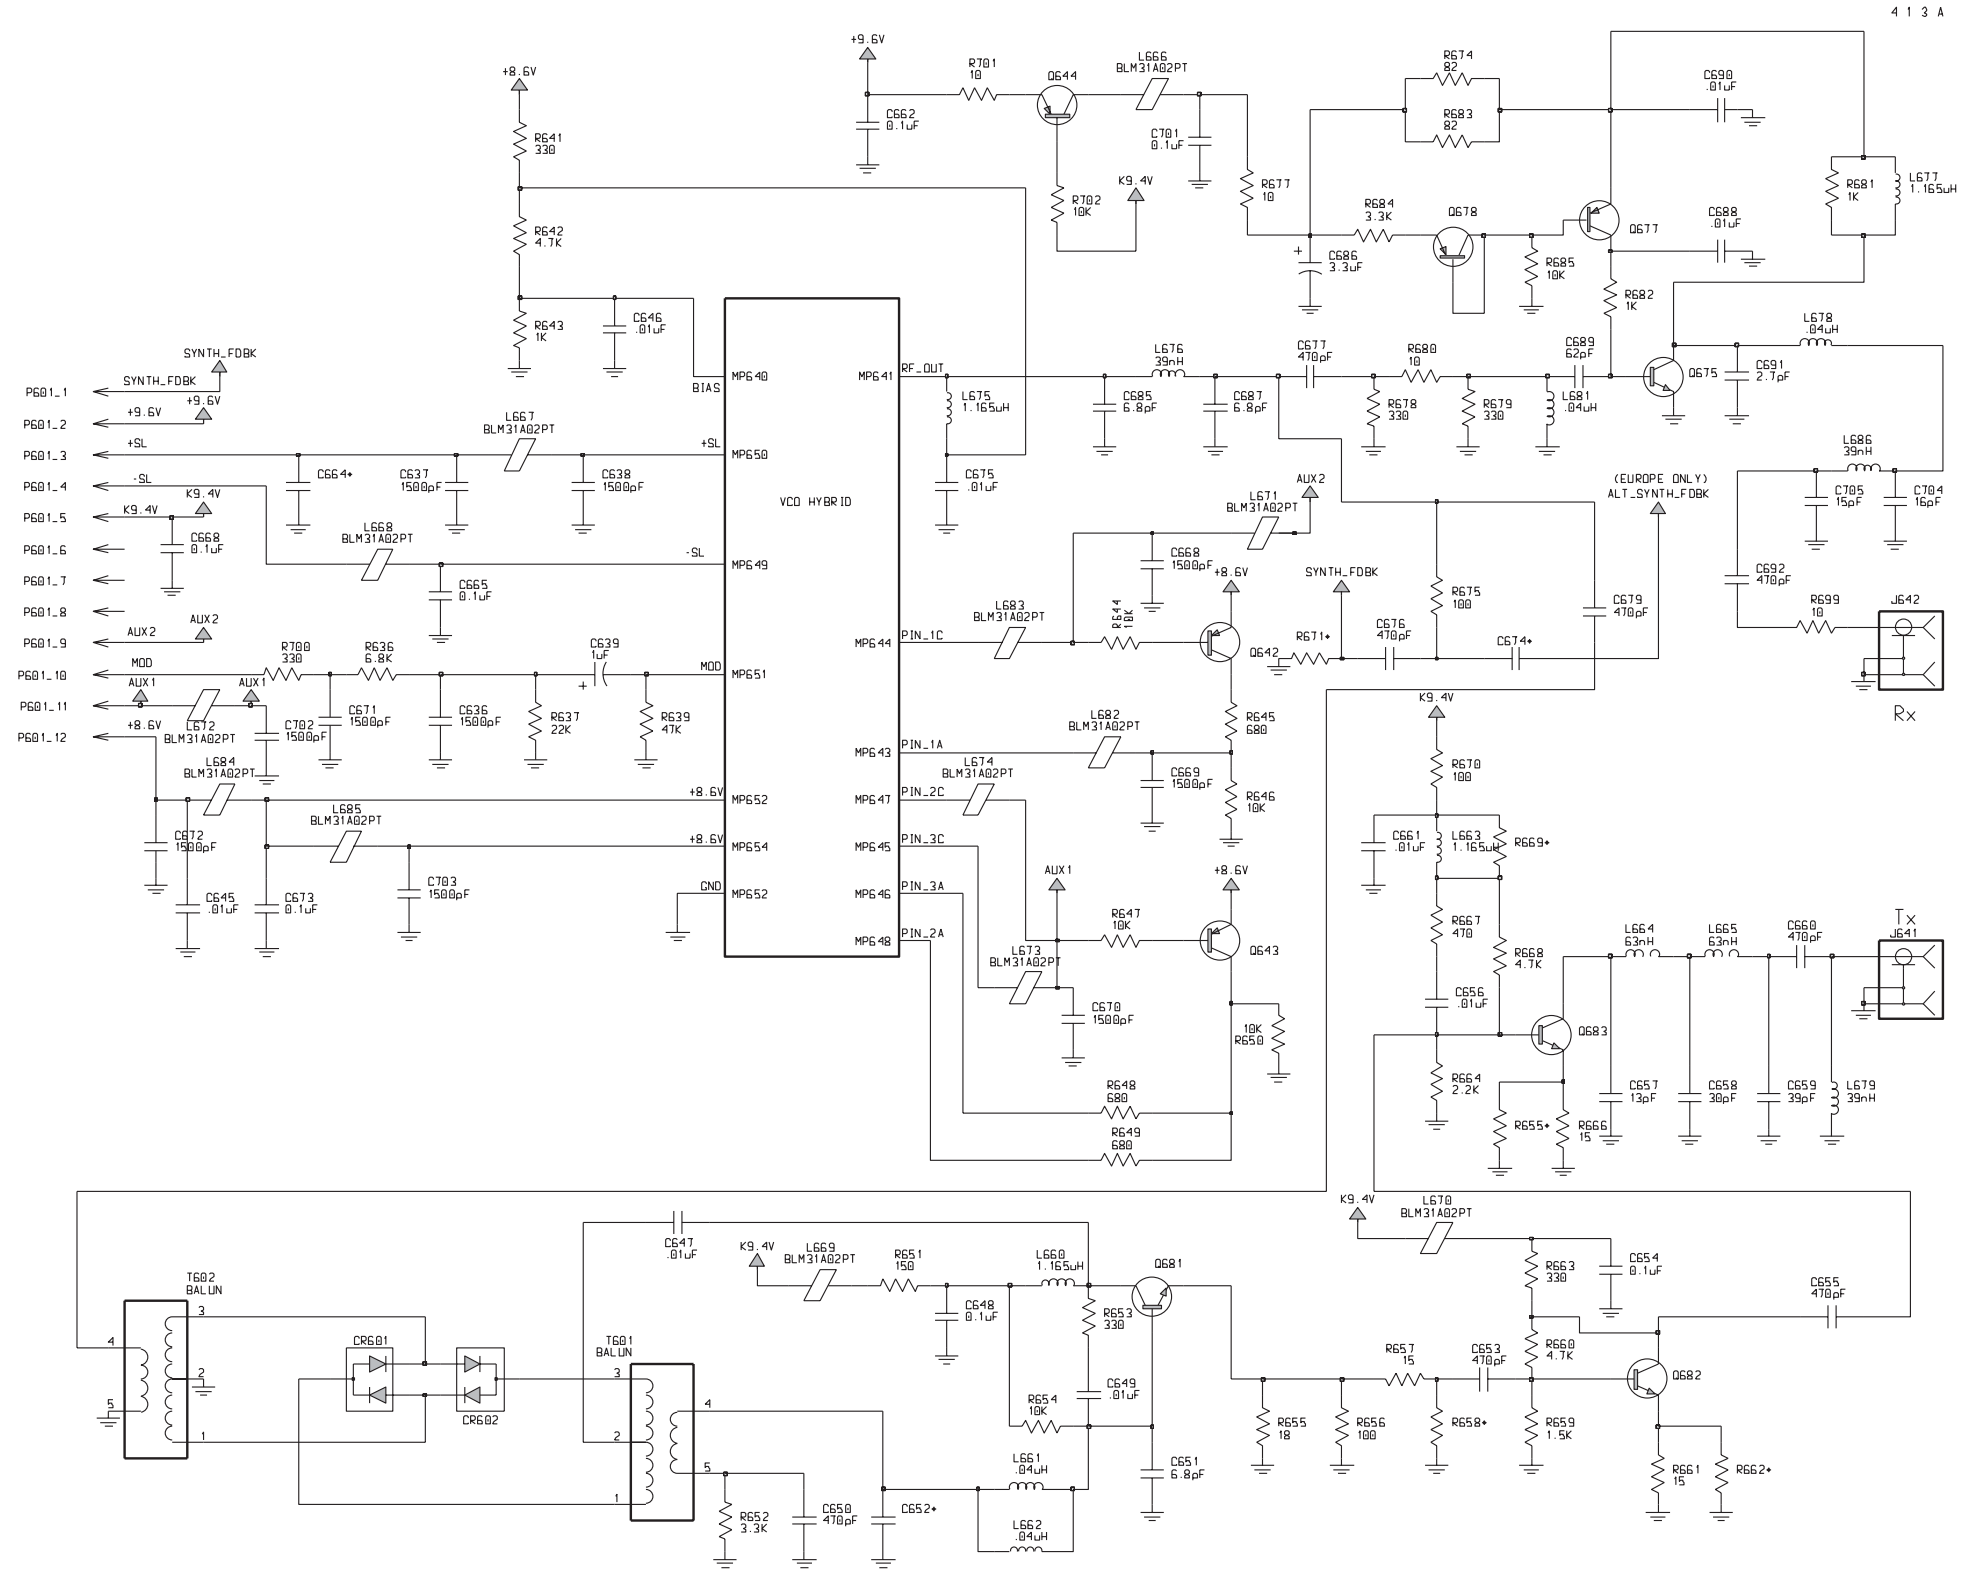 4 1 3 A
+9.6V
R701
10
Q644
L666
BLM31A02PT
R674
82
C690
.01uF
+8.6V
C662
0.1uF
R683
82
C701
0.1uF
R641
330
R702
10K
K9.4V
R677
10
R681
1K
L677
1.165uH
R684
3.3K
Q678
Q677
C688
.01uF
R642
4.7K
C686
3.3uF
+
R685
10K
R682
1K
R643
1K
C646
.01uF
L678
.04uH
SYNTH_FDBK
P601_1
SYNTH_FDBK
BIAS
MP640
MP641
RF_OUT
L675
1.165uH
L676
39nH
C677
470pF
R680
10
C689
62pF
Q675
C691
2.7pF
P601_2
+9.6V
+9.6V
C685
6.8pF
C687
6.8pF
R678
330
R679
330
L681
.04uH
P601_3
+SL
L667
BLM31A02PT
+SL
MP650
L686
39nH
P601_4
-SL
C664*
C637
1500pF
C638
1500pF
VCO HYBRID
C675
.01uF
C705
15pF
C704
16pF
P601_5
K9.4V
K9.4V
L671
BLM31A02PT
AUX2
(EUROPE ONLY)
ALT_SYNTH_FDBK
P601_6
C668
0.1uF
L668
BLM31A02PT
-SL
MP649
C668
1500pF
P601_7
C665
0.1uF
+8.6V
SYNTH_FDBK
R675
100
C679
470pF
C692
470pF
P601_8
P601_9
AUX2
AUX2
L683
BLM31A02PT
R644
18K
MP644
PIN_1C
Q642
R671*
C676
470pF
C674*
R699
10
J642
Rx
P601_10
MOD
R700
330
R636
6.8K
C639
1uF
+
MOD
MP651
P601_11
AUX1
AUX1
L672
BLM31A02PT
C702
1500pF
C671
1500pF
C636
1500pF
R637
22K
R639
47K
R645
680
K9.4V
P601_12
+8.6V
L682
BLM31A02PT
MP643
PIN_1A
R670
100
L684
BLM31A02PT
L674
BLM31A02PT
C669
1500pF
R646
10K
+8.6V
MP652
MP647
PIN_2C
L685
BLM31A02PT
C672
1500pF
+8.6V
MP654
MP645
PIN_3C
C661
.01uF
L663
1.165uH
R669*
C645
.01uF
C673
0.1uF
C703
1500pF
GND
MP652
MP646
PIN_3A
AUX1
+8.6V
R647
10K
R667
470
MP648
PIN_2A
L673
BLM31A02PT
Q643
R668
4.7K
L664
63nH
L665
63nH
C660
470pF
Tx
J641
C670
1500pF
10K
R650
C656
.01uF
Q683
R648
680
R664
2.2K
R655*
R666
15
C657
13pF
C658
30pF
C659
39pF
L679
39nH
R649
680
K9.4V
L670
BLM31A02PT
C647
.01uF
K9.4V
L669
BLM31A02PT
R651
150
L660
1.165uH
Q681
R663
330
C654
0.1uF
C655
470pF
T602
BALUN
C648
0.1uF
R653
330
3
4
2
5
1
CR601
CR602
T601
BALUN
3
2
1
4
5
R654
10K
C649
.01uF
R657
15
C653
470pF
R660
4.7K
Q682
R655
18
R656
100
R658*
R659
1.5K
L661
.04uH
C651
6.8pF
R661
15
R662*
R652
3.3K
C650
470pF
C652*
L662
.04uH